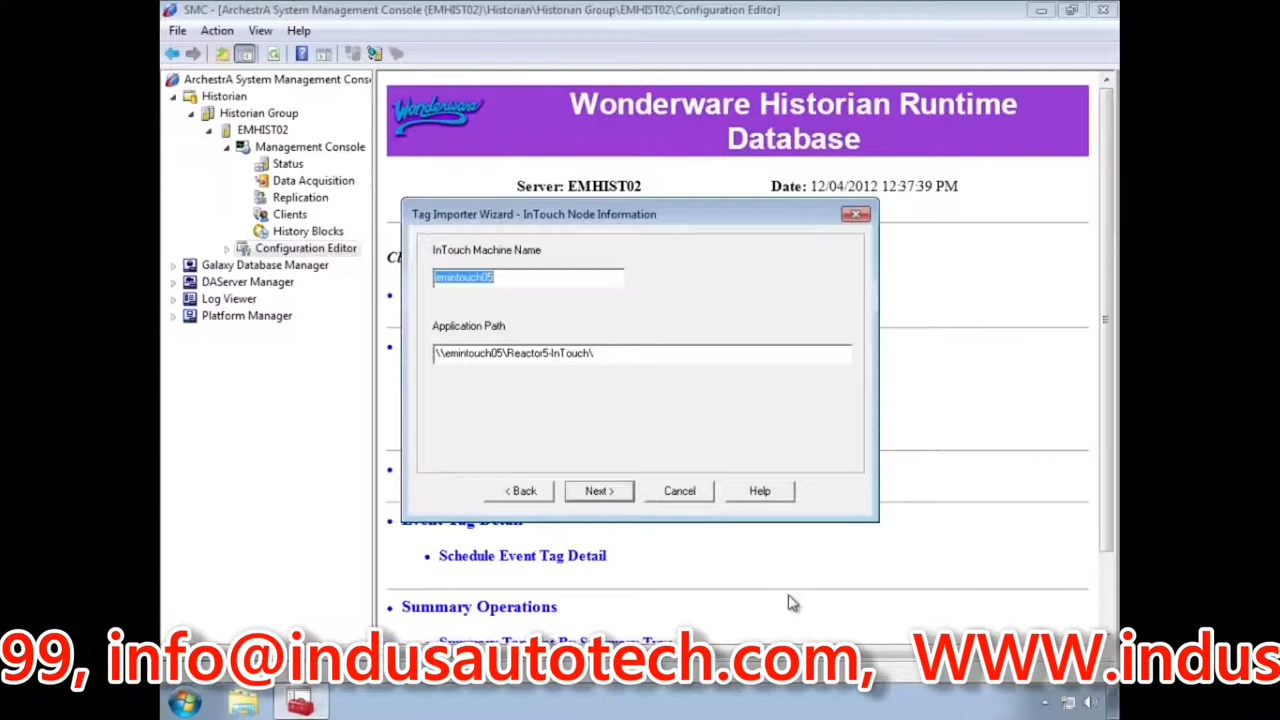 SMC - [ArchestrA System Management Console (EMHIST02)\Historian\Historian Group\EMHIST02\Configuration Editor]
File Action View Help
ArchestrA System Management Conso
Historian
Historian Group
EMHIST02
Management Console
Status
Data Acquisition
Replication
Clients
History Blocks
Configuration Editor
Galaxy Database Manager
DAServer Manager
Log Viewer
Platform Manager
Wonderware
Wonderware Historian Runtime
Database
Server: EMHIST02 Date: 12/04/2012 12:37:39 PM
Tag Importer Wizard - InTouch Node Information
InTouch Machine Name
emintouch05
Application Path
\\emintouch05\Reactor5-InTouch\
< Back Next > Cancel Help
Event Tag Detail
Schedule Event Tag Detail
Summary Operations
99, info@indusautotech.com, WWW.indus